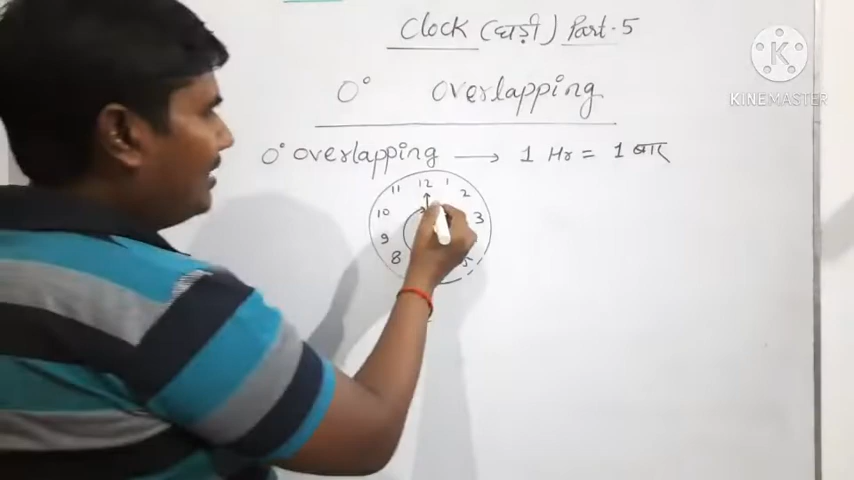 Clock (घड़ी) Part. 5
0° overlapping
0° overlapping → 1 Hr = 1 बार
12
11 1
2
10 3
9
8 5
K
KINEMASTER